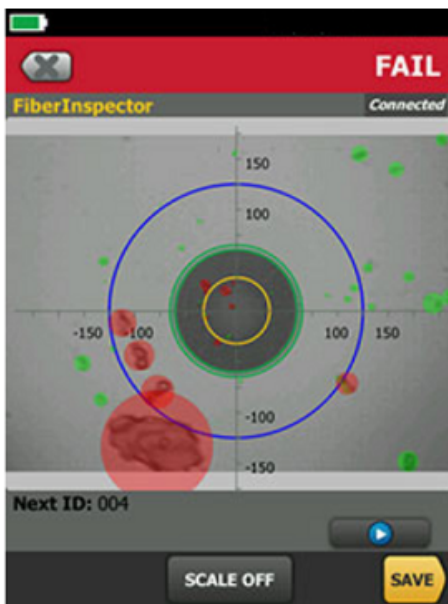 FAIL
FiberInspector Connected
150
100
-150 -100 100 150
-100
-150
Next ID: 004
SCALE OFF SAVE